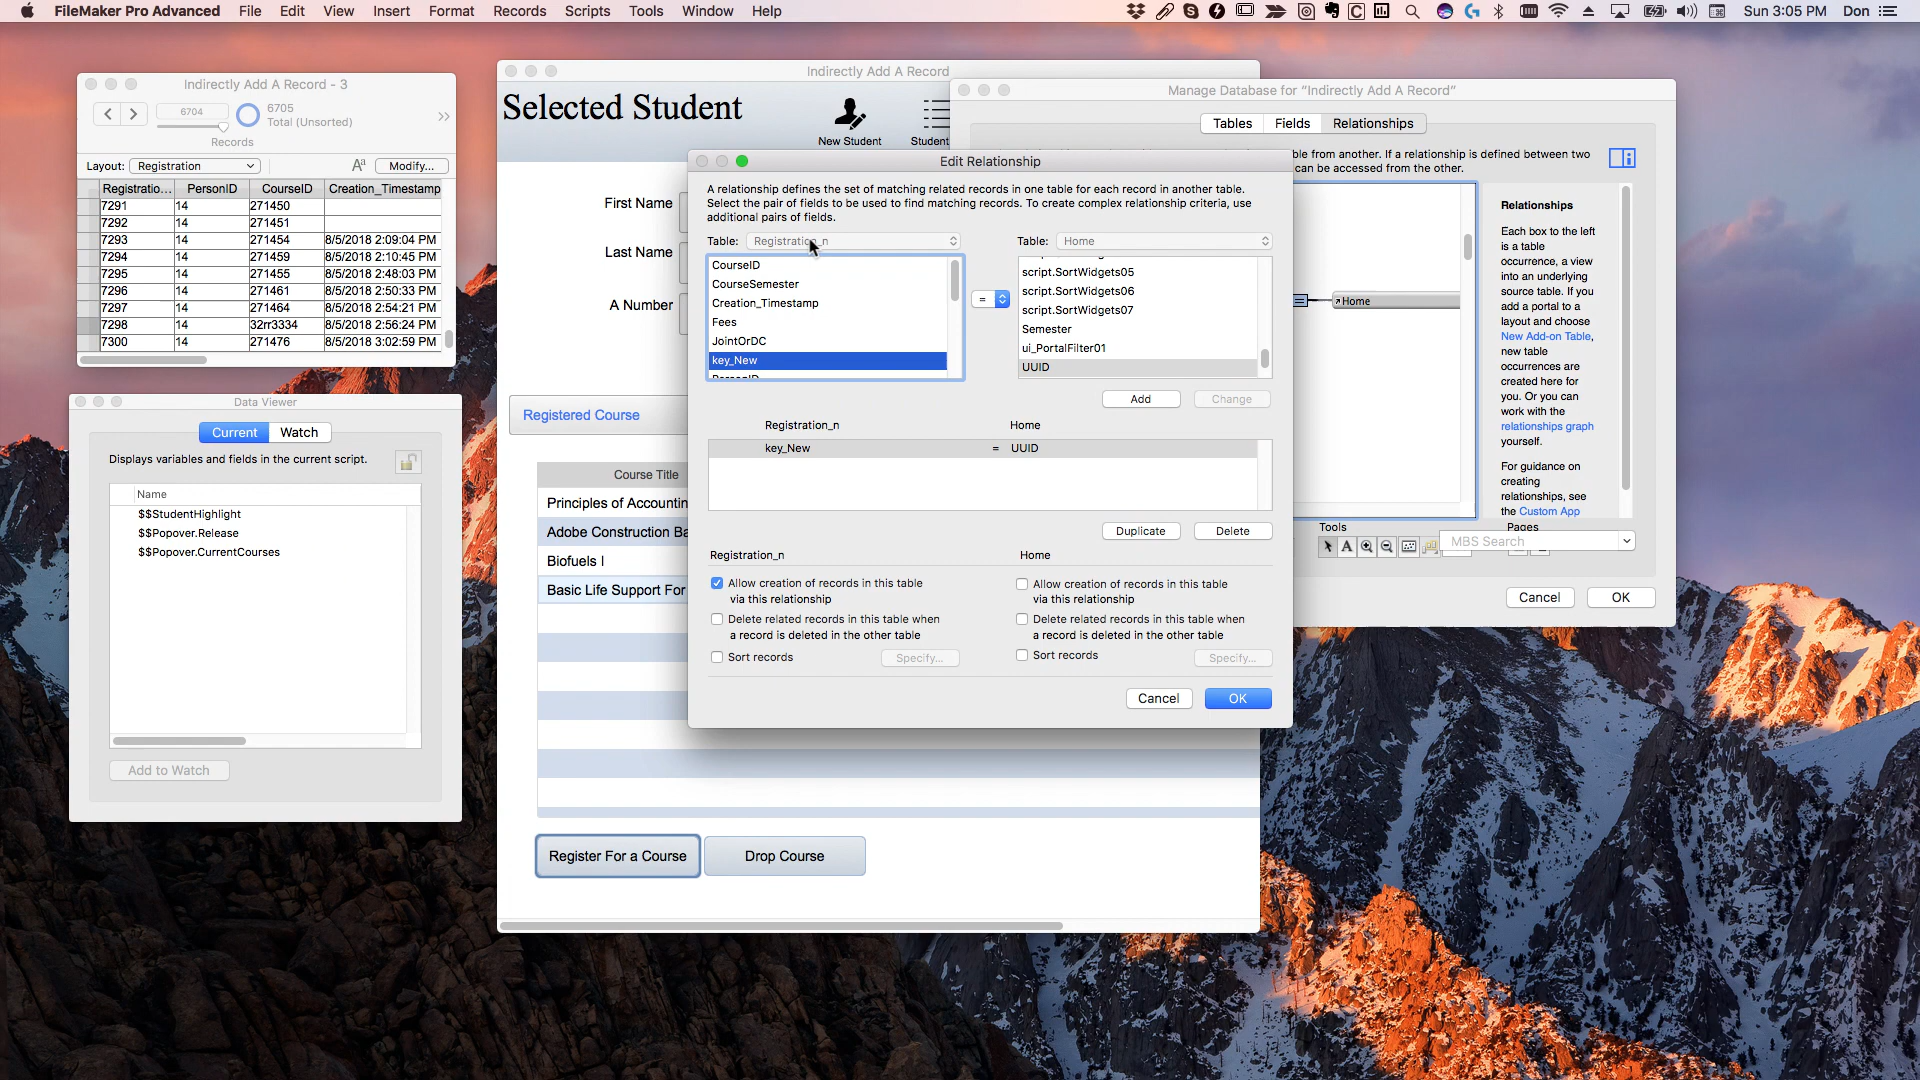 FileMaker Pro Advanced File Edit View Insert Format Records Scripts Tools Window Help Sun 3:05 PM Don
Indirectly Add A Record - 3
6704 6705
Total (Unsorted)
Records
Layout: Registration Aª Modify...
Registratio... PersonID CourseID Creation_Timestamp
7291 14 271450
7292 14 271451
7293 14 271454 8/5/2018 2:09:04 PM
7294 14 271459 8/5/2018 2:10:45 PM
7295 14 271455 8/5/2018 2:48:03 PM
7296 14 271461 8/5/2018 2:50:33 PM
7297 14 271464 8/5/2018 2:54:21 PM
7298 14 32rr3334 8/5/2018 2:56:24 PM
7300 14 271476 8/5/2018 3:02:59 PM
Data Viewer
Current Watch
Displays variables and fields in the current script.
Name
$$StudentHighlight
$$Popover.Release
$$Popover.CurrentCourses
Add to Watch
Indirectly Add A Record
Selected Student
New Student Student
First Name
Last Name
A Number
Registered Course
Course Title
Principles of Accountin
Adobe Construction Ba
Biofuels I
Basic Life Support For
Register For a Course Drop Course
Edit Relationship
A relationship defines the set of matching related records in one table for each record in another table.
Select the pair of fields to be used to find matching records. To create complex relationship criteria, use
additional pairs of fields.
Table: Registration_n Table: Home
CourseID
CourseSemester
Creation_Timestamp
Fees
JointOrDC
key_New
PersonID
=
script.SortWidgets05
script.SortWidgets06
script.SortWidgets07
Semester
ui_PortalFilter01
UUID
Add Change
Registration_n Home
key_New = UUID
Duplicate Delete
Registration_n Home
Allow creation of records in this table
via this relationship
Delete related records in this table when
a record is deleted in the other table
Sort records Specify...
Allow creation of records in this table
via this relationship
Delete related records in this table when
a record is deleted in the other table
Sort records Specify...
Cancel OK
Manage Database for "Indirectly Add A Record"
Tables Fields Relationships
ble from another. If a relationship is defined between two
can be accessed from the other.
Home
Relationships
Each box to the left
is a table
occurrence, a view
into an underlying
source table. If you
add a portal to a
layout and choose
New Add-on Table,
new table
occurrences are
created here for
you. Or you can
work with the
relationships graph
yourself.
For guidance on
creating
relationships, see
the Custom App
Tools Pages
A MBS Search
Cancel OK